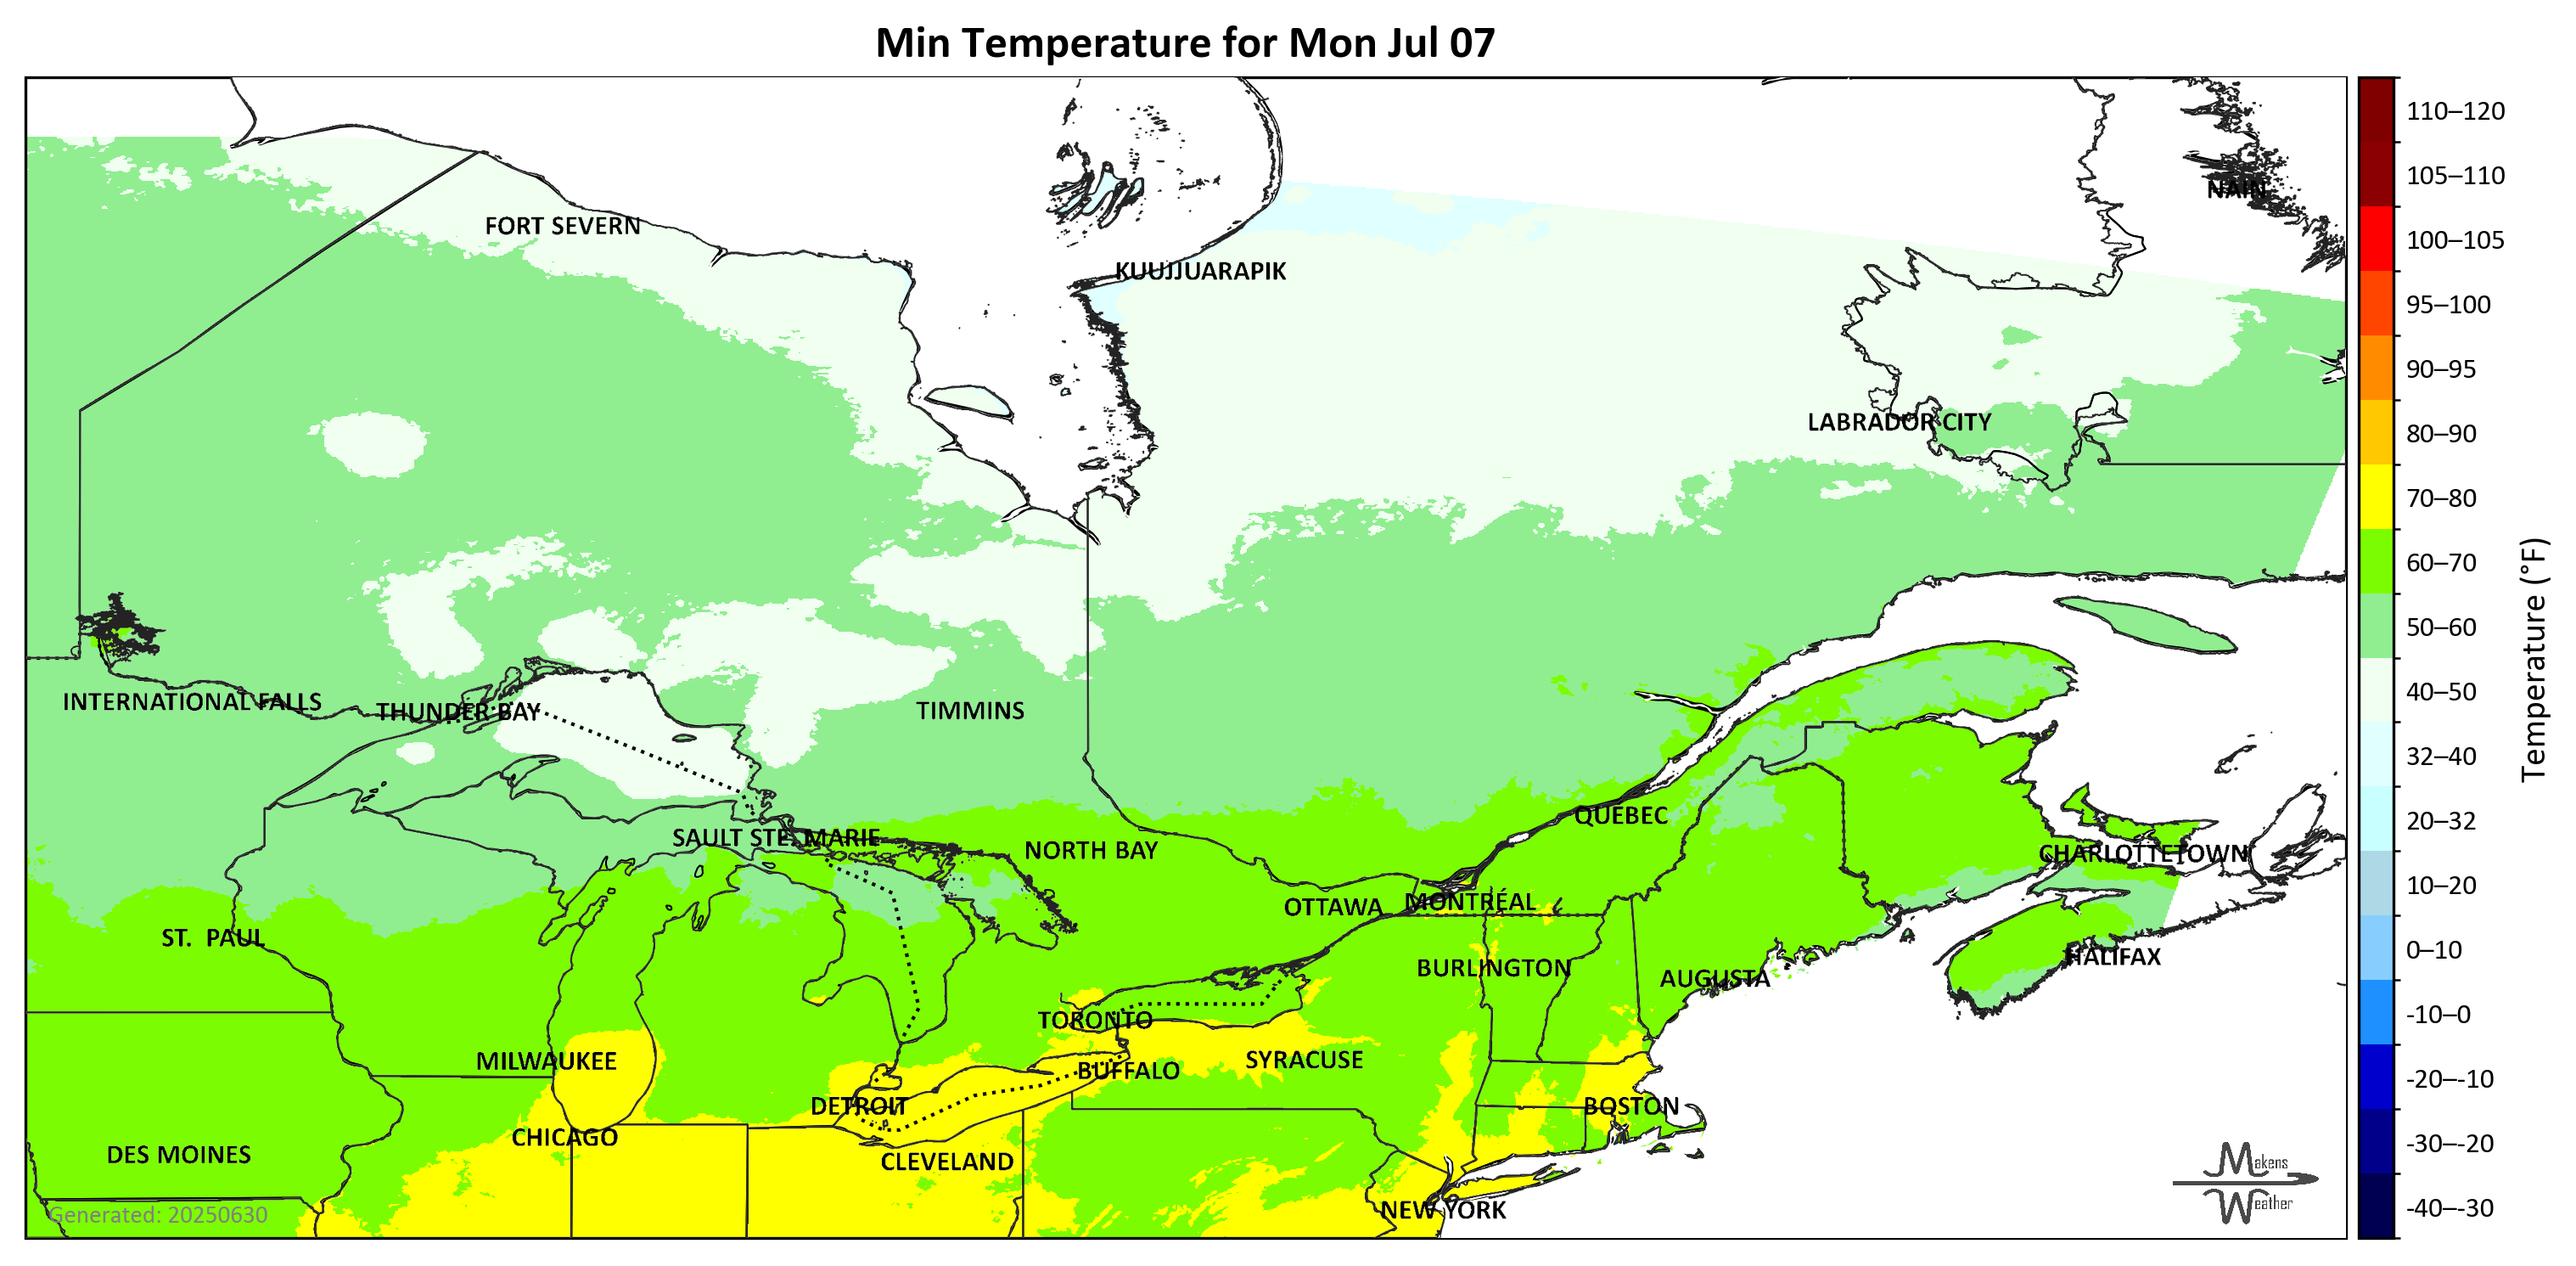 Min Temperature for Mon Jul 07
NAIN
FORT SEVERN
KUUJJUARAPIK
LABRADOR CITY
INTERNATIONAL FALLS
THUNDER BAY
TIMMINS
QUÉBEC
SAULT STE. MARIE
NORTH BAY
CHARLOTTETOWN
OTTAWA
MONTRÉAL
ST. PAUL
HALIFAX
BURLINGTON
AUGUSTA
TORONTO
MILWAUKEE
SYRACUSE
BUFFALO
DETROIT
BOSTON
CHICAGO
DES MOINES
CLEVELAND
NEW YORK
Generated: 20250630
Makens
Weather
110–120
105–110
100–105
95–100
90–95
80–90
70–80
60–70
50–60
40–50
32–40
20–32
10–20
0–10
-10–0
-20–-10
-30–-20
-40–-30
Temperature (°F)